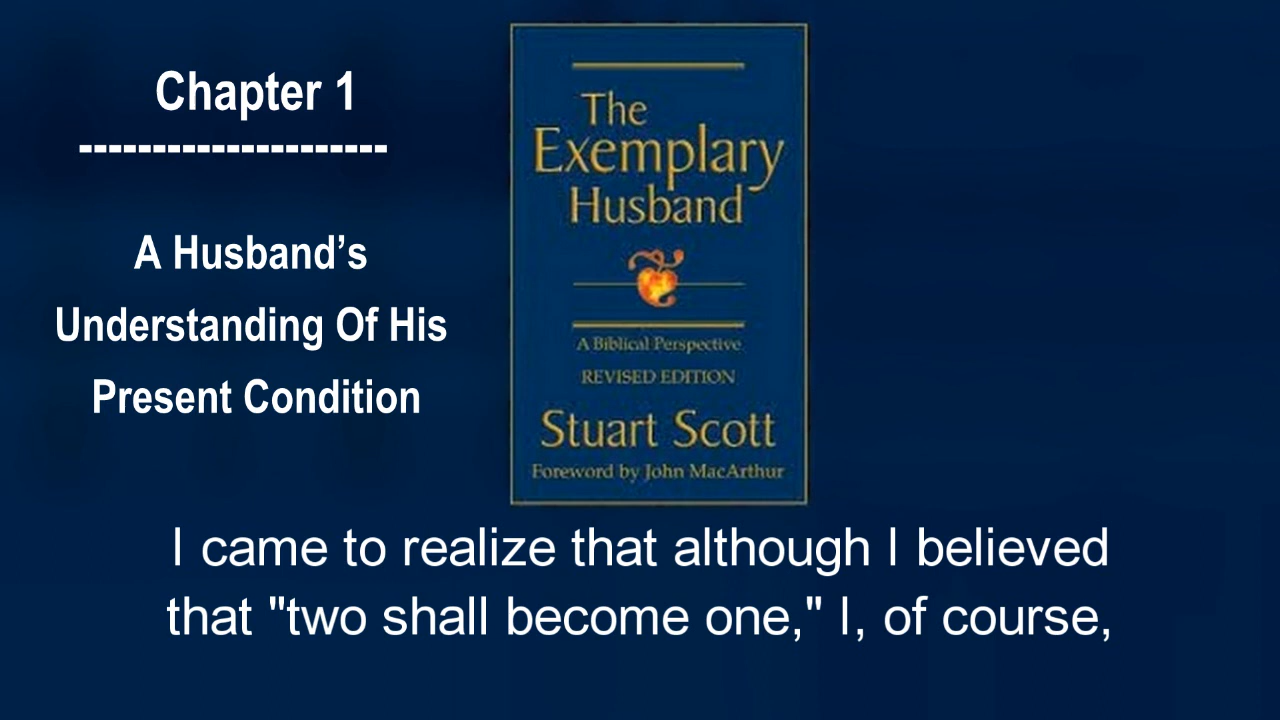 Chapter 1
---------------------
A Husband’s
Understanding Of His
Present Condition
The
Exemplary
Husband
A Biblical Perspective
REVISED EDITION
Stuart Scott
Foreword by John MacArthur
I came to realize that although I believed
that "two shall become one," I, of course,